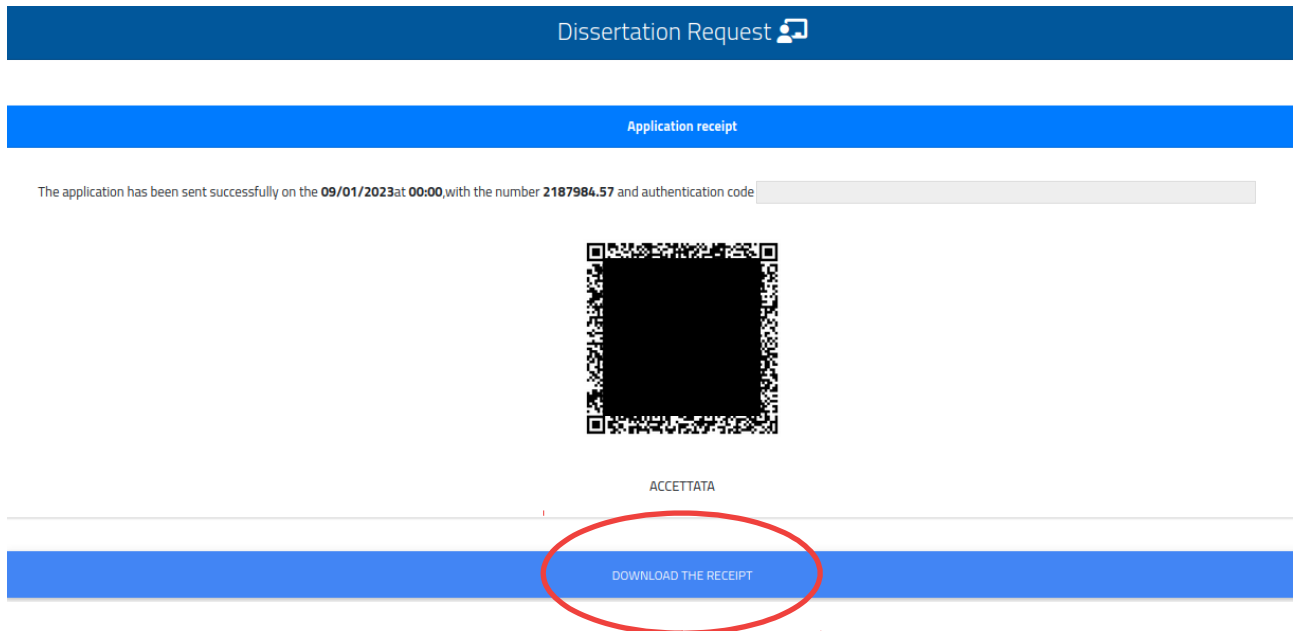 Dissertation Request
Application receipt
The application has been sent successfully on the 09/01/2023at 00:00,with the number 2187984.57 and authentication code
ACCETTATA
DOWNLOAD THE RECEIPT